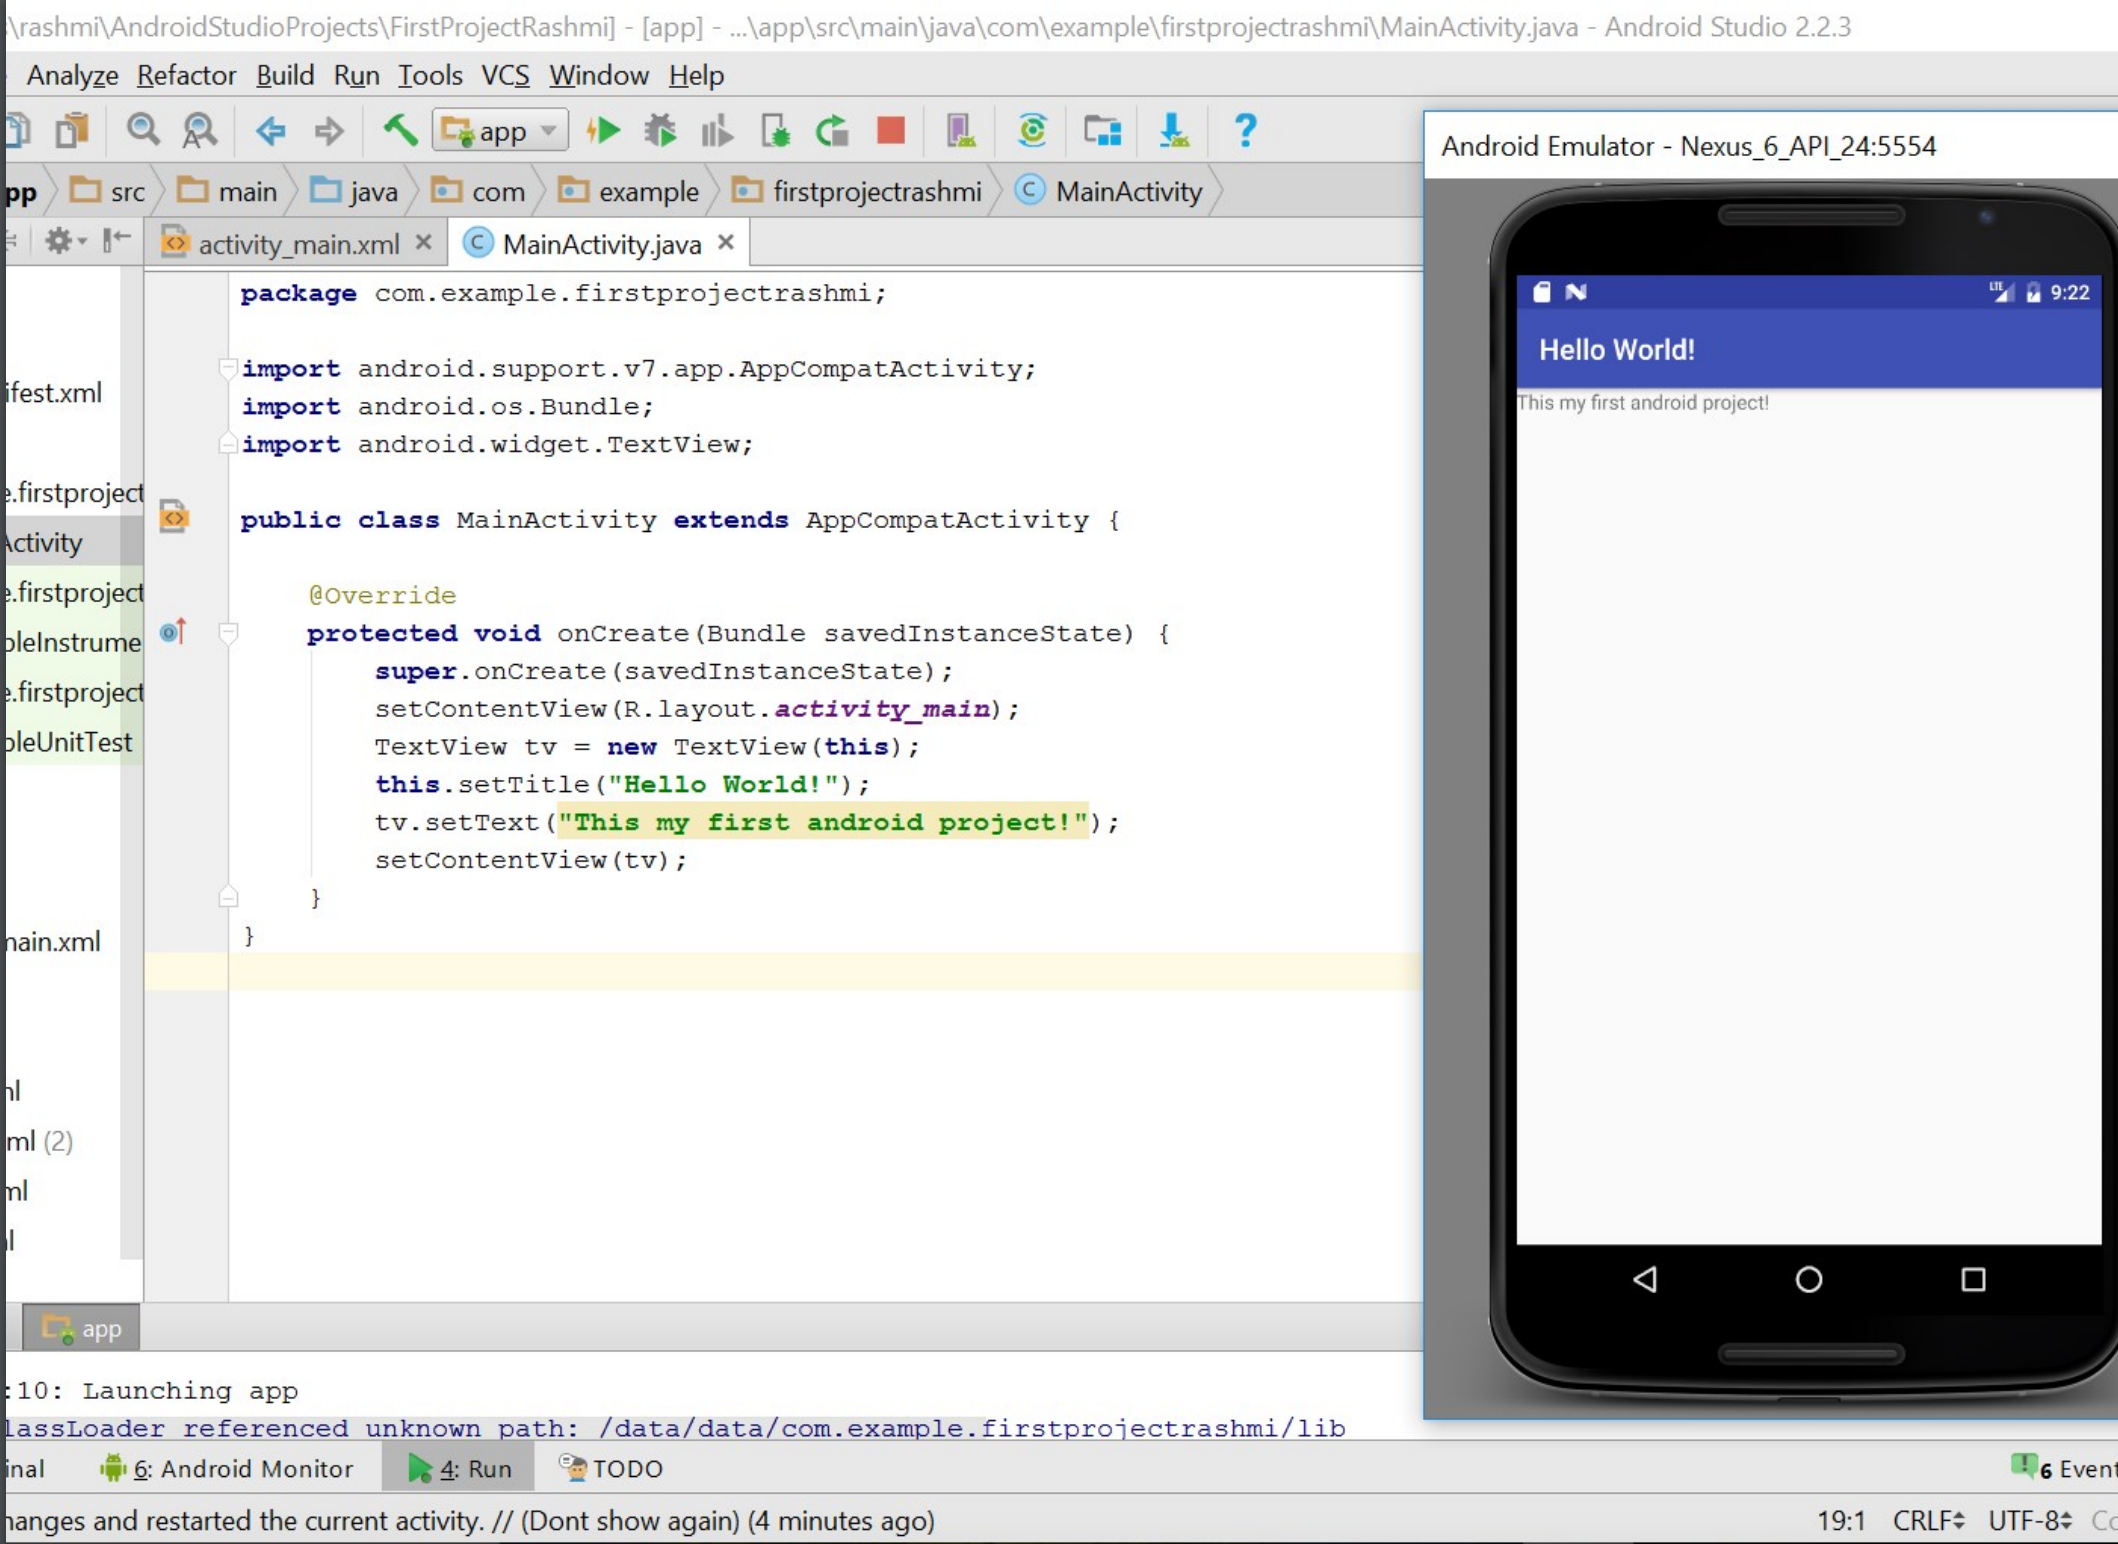 \rashmi\AndroidStudioProjects\FirstProjectRashmi] - [app] - ...\app\src\main\java\com\example\firstprojectrashmi\MainActivity.java - Android Studio 2.2.3
Analyze Refactor Build Run Tools VCS Window Help
app
Android Emulator - Nexus_6_API_24:5554
pp src main java com example firstprojectrashmi MainActivity
activity_main.xml MainActivity.java
package com.example.firstprojectrashmi;
import android.support.v7.app.AppCompatActivity;
import android.os.Bundle;
import android.widget.TextView;
public class MainActivity extends AppCompatActivity {
@Override
protected void onCreate(Bundle savedInstanceState) {
super.onCreate(savedInstanceState);
setContentView(R.layout.activity_main);
TextView tv = new TextView(this);
this.setTitle("Hello World!");
tv.setText("This my first android project!");
setContentView(tv);
}
}
ifest.xml
e.firstproject
Activity
e.firstproject
pleInstrume
e.firstproject
pleUnitTest
main.xml
ml
ml (2)
ml
l
LTE 9:22
Hello World!
This my first android project!
app
:10: Launching app
lassLoader referenced unknown path: /data/data/com.example.firstprojectrashmi/lib
inal 6: Android Monitor 4: Run TODO 6 Event
hanges and restarted the current activity. // (Dont show again) (4 minutes ago) 19:1 CRLF UTF-8 Co